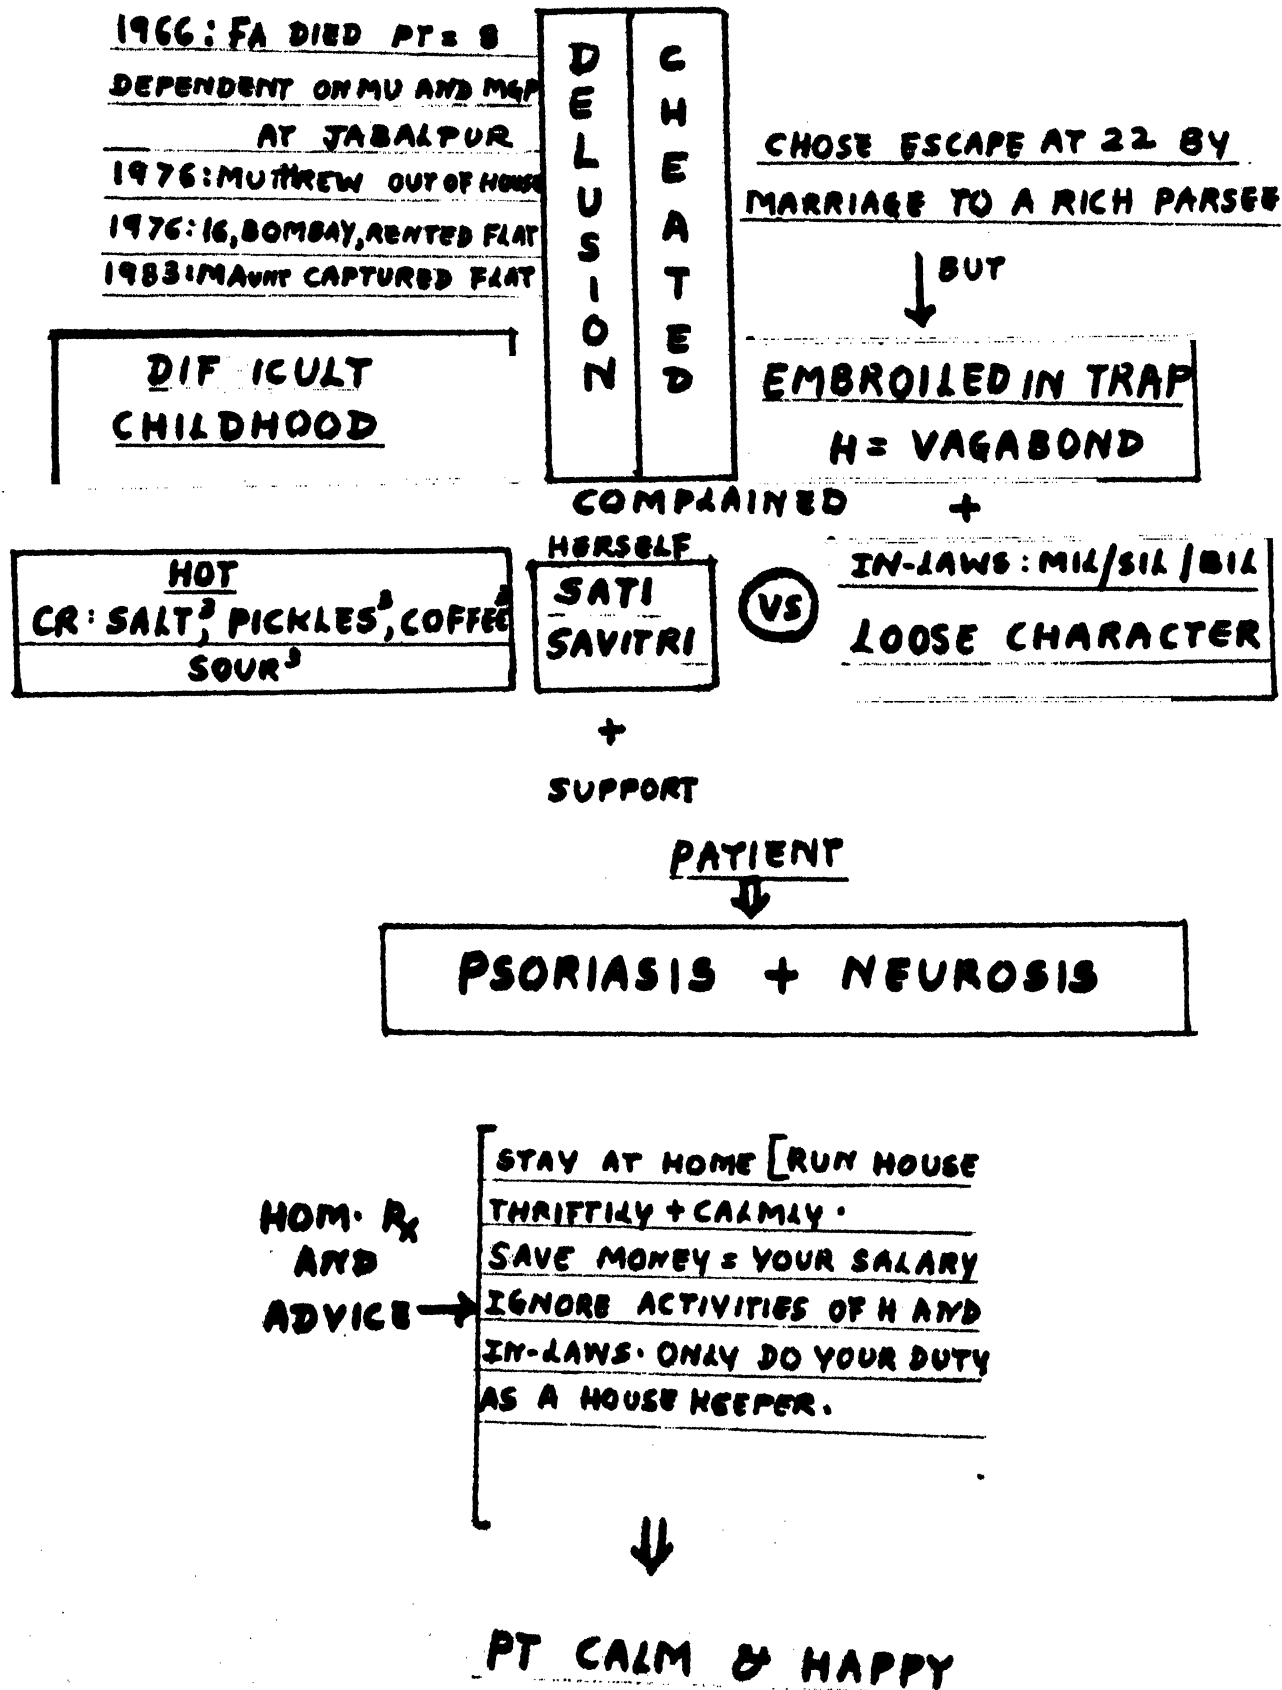 1966: FA DIED PT = 8
DEPENDENT ON MU AND MGP
AT JABALPUR
1976: MU THREW OUT OF HOUSE
1976: 16, BOMBAY, RENTED FLAT
1983: MAUNT CAPTURED FLAT
DIF ICULT
CHILDHOOD
DELUSION
CHEATED
CHOSE ESCAPE AT 22 BY
MARRIAGE TO A RICH PARSEE
BUT
EMBROILED IN TRAP
H = VAGABOND
COMPLAINED +
HOT
CR: SALT³, PICKLES³, COFFEE³
SOUR³
HERSELF
SATI
SAVITRI
VS
IN-LAWS: MIL/SIL/BIL
LOOSE CHARACTER
+
SUPPORT
PATIENT
PSORIASIS + NEUROSIS
HOM. Rx
AND
ADVICE
STAY AT HOME [RUN HOUSE
THRIFTILY + CALMLY.
SAVE MONEY = YOUR SALARY
IGNORE ACTIVITIES OF H AND
IN-LAWS. ONLY DO YOUR DUTY
AS A HOUSE KEEPER.
PT CALM & HAPPY